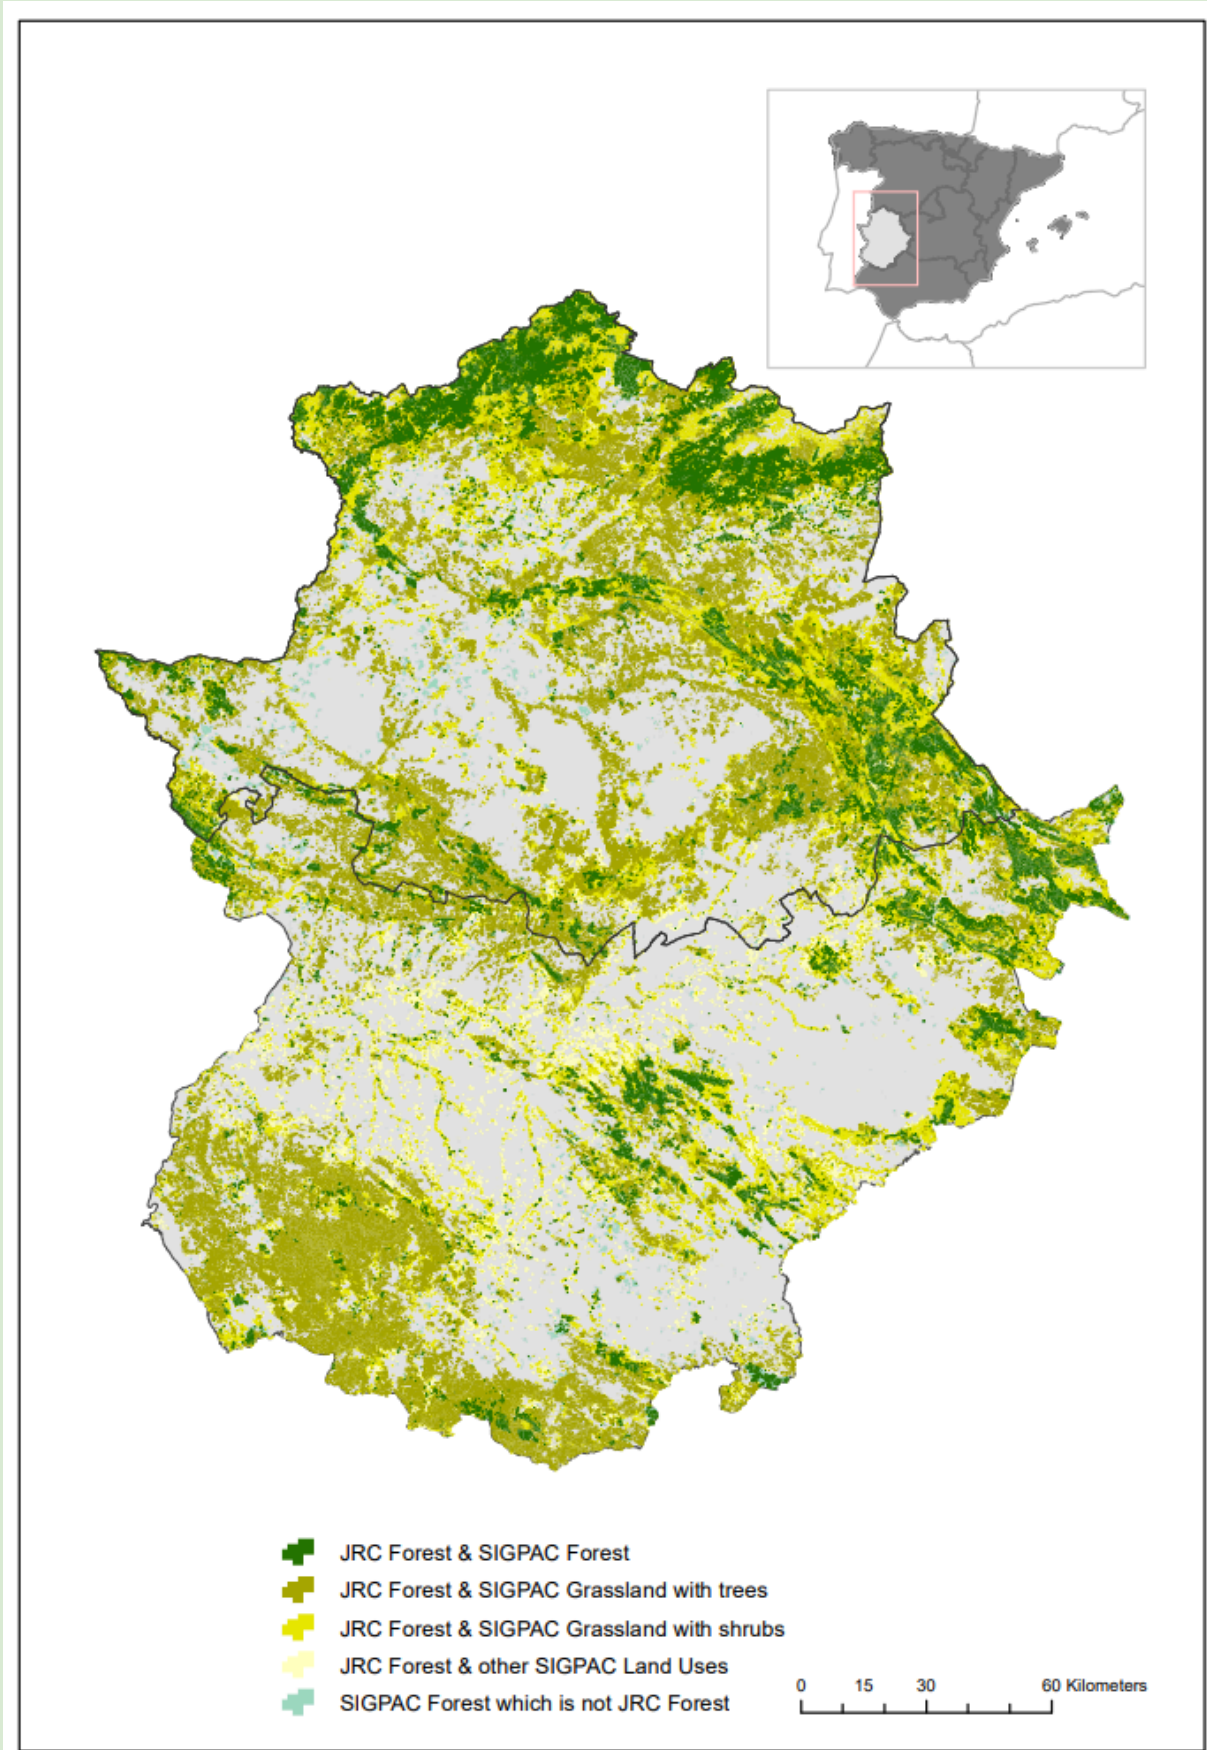 JRC Forest & SIGPAC Forest
JRC Forest & SIGPAC Grassland with trees
JRC Forest & SIGPAC Grassland with shrubs
JRC Forest & other SIGPAC Land Uses
SIGPAC Forest which is not JRC Forest
0 15 30 60 Kilometers